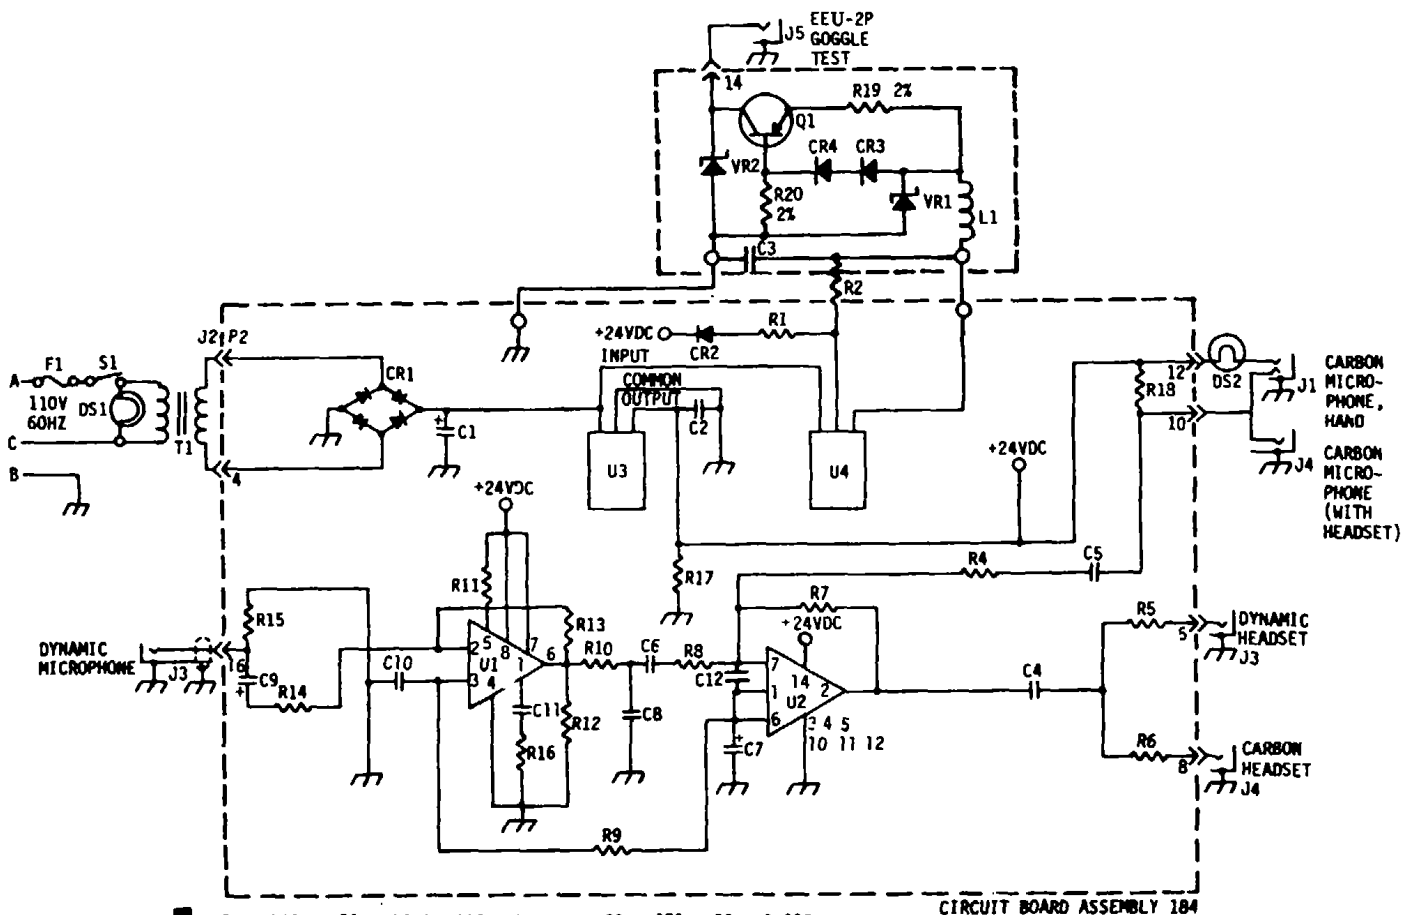 EEU-2P
J5 GOGGLE
TEST
14
R19 2%
Q1
CR4 CR3
VR2
R20
2%
VR1
L1
C3
R2
J2 P2
+24VDC
R1
CR2
INPUT
F1 S1
A
CR1
COMMON
OUTPUT
12
DS2
R18
J1
CARBON
MICRO-
PHONE,
HAND
110V
60HZ
DS1
C1
C2
10
C
T1
U3
U4
+24VDC
J4
CARBON
MICRO-
PHONE
(WITH
HEADSET)
B
4
+24VDC
R11
R17
R4
C5
R7
R15
R13
+24VDC
R5
5
DYNAMIC
HEADSET
J3
DYNAMIC
MICROPHONE
J3
16
C9
R14
C10
2
3
5
8
7
U1
1
4
6
R10
C6
R8
C12
7
1
6
14
U2
2
C4
C11
R12
C8
R16
C7
3 4 5
10 11 12
R6
8
CARBON
HEADSET
J4
R9
CIRCUIT BOARD ASSEMBLY 184